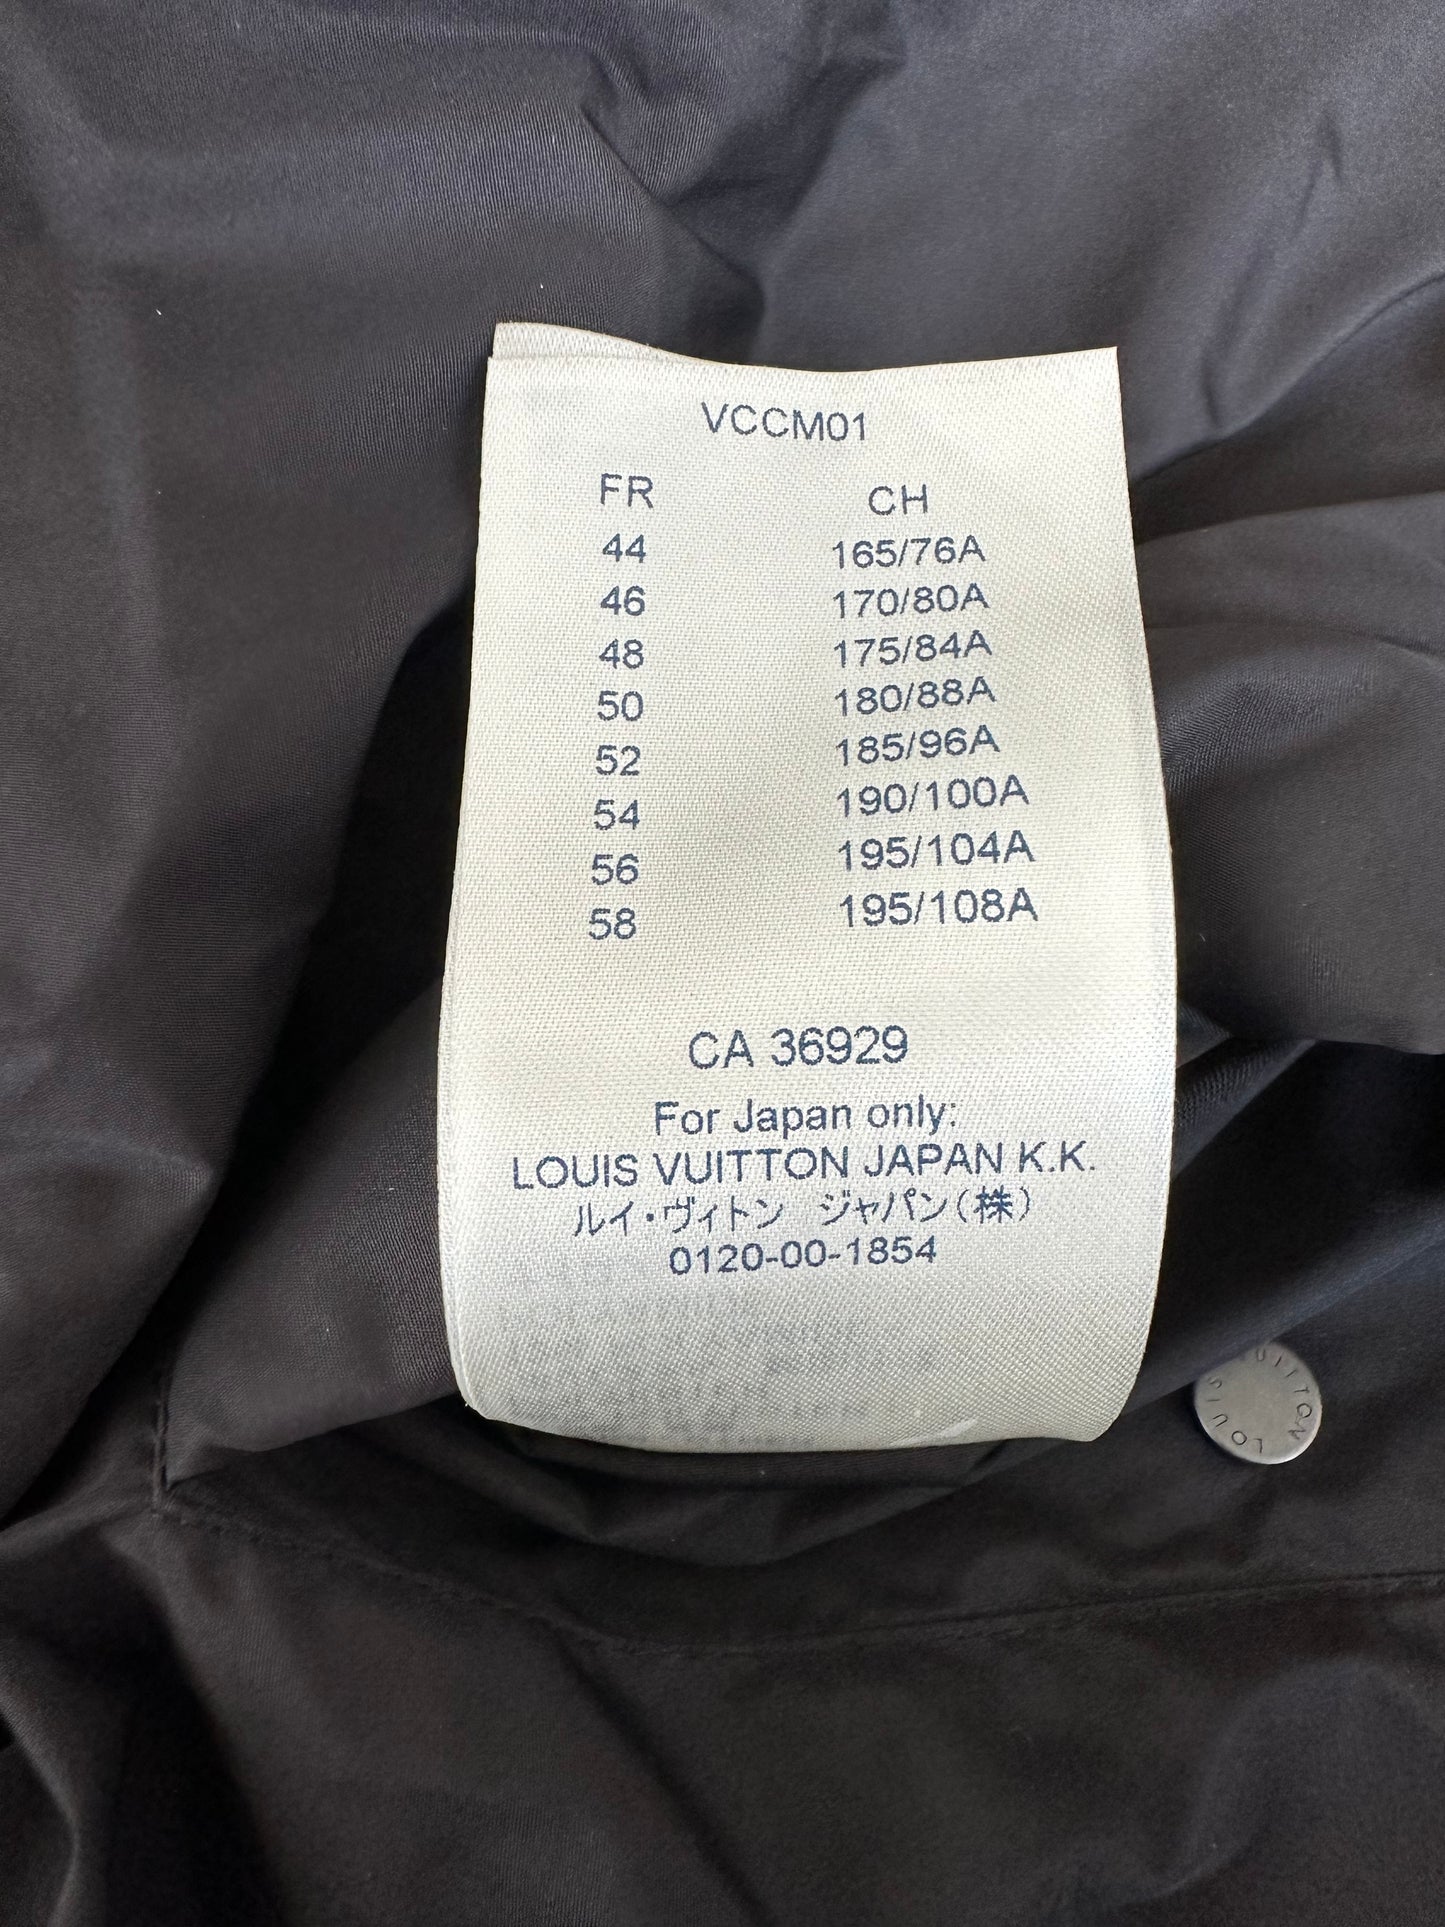 VCCM01
FR CH
44 165/76A
46 170/80A
48 175/84A
50 180/88A
52 185/96A
54 190/100A
56 195/104A
58 195/108A
CA 36929
For Japan only:
LOUIS VUITTON JAPAN K.K.
ルイ・ヴィトン ジャパン(株)
0120-00-1854
LOUIS VUITTON